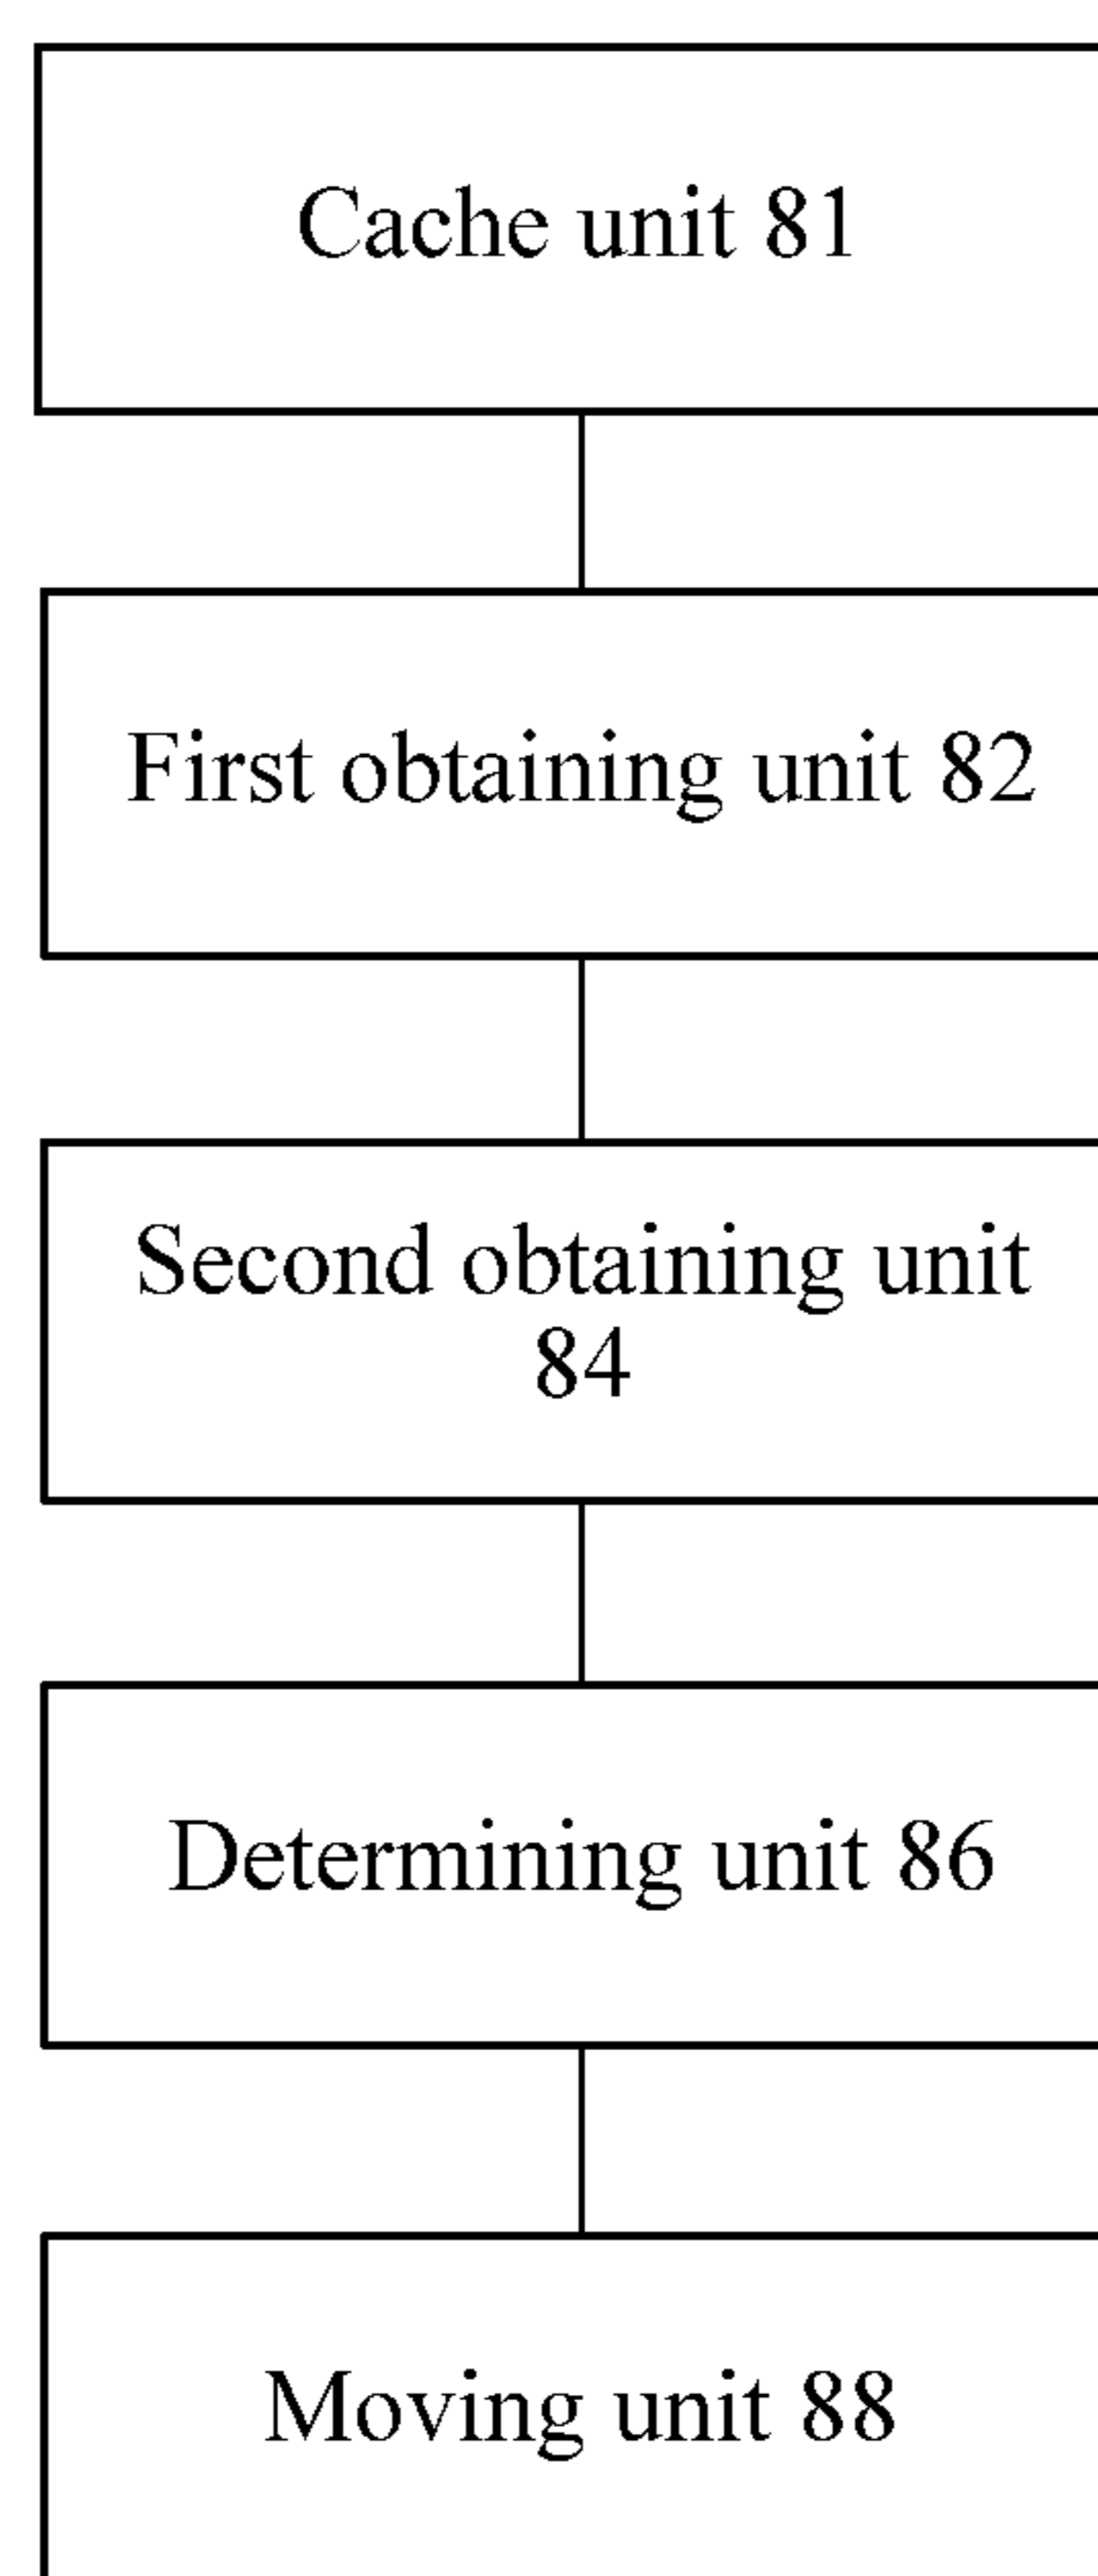 Cache unit 81
First obtaining unit 82
Second obtaining unit
84
Determining unit 86
Moving unit 88